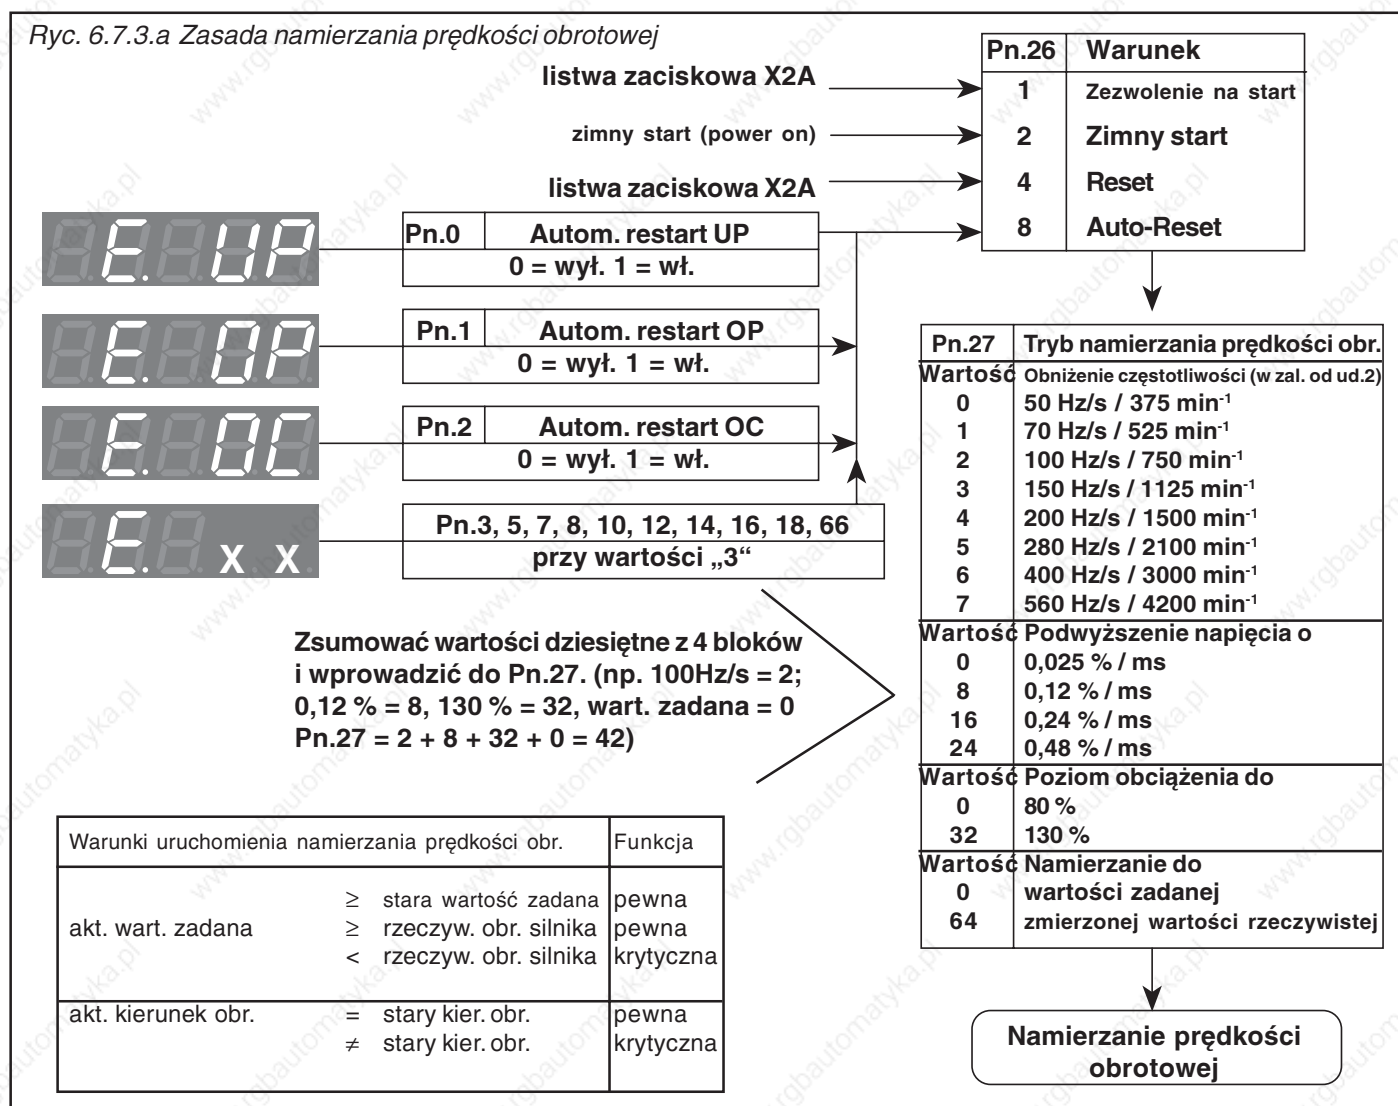 Ryc. 6.7.3.a Zasada namierzania prędkości obrotowej
listwa zaciskowa X2A
zimny start (power on)
listwa zaciskowa X2A
Pn.26 Warunek
1 Zezwolenie na start
2 Zimny start
4 Reset
8 Auto-Reset
E. UP
Pn.0 Autom. restart UP
0 = wył. 1 = wł.
E. OP
Pn.1 Autom. restart OP
0 = wył. 1 = wł.
E. OC
Pn.2 Autom. restart OC
0 = wył. 1 = wł.
E. x x
Pn.3, 5, 7, 8, 10, 12, 14, 16, 18, 66
przy wartości „3“
Zsumować wartości dziesiętne z 4 bloków
i wprowadzić do Pn.27. (np. 100Hz/s = 2;
0,12 % = 8, 130 % = 32, wart. zadana = 0
Pn.27 = 2 + 8 + 32 + 0 = 42)
Pn.27 Tryb namierzania prędkości obr.
Wartość Obniżenie częstotliwości (w zal. od ud.2)
0 50 Hz/s / 375 min⁻¹
1 70 Hz/s / 525 min⁻¹
2 100 Hz/s / 750 min⁻¹
3 150 Hz/s / 1125 min⁻¹
4 200 Hz/s / 1500 min⁻¹
5 280 Hz/s / 2100 min⁻¹
6 400 Hz/s / 3000 min⁻¹
7 560 Hz/s / 4200 min⁻¹
Wartość Podwyższenie napięcia o
0 0,025 % / ms
8 0,12 % / ms
16 0,24 % / ms
24 0,48 % / ms
Wartość Poziom obciążenia do
0 80 %
32 130 %
Wartość Namierzanie do
0 wartości zadanej
64 zmierzonej wartości rzeczywistej
Namierzanie prędkości
obrotowej
Warunki uruchomienia namierzania prędkości obr. Funkcja
≥ stara wartość zadana pewna
akt. wart. zadana ≥ rzeczyw. obr. silnika pewna
< rzeczyw. obr. silnika krytyczna
akt. kierunek obr. = stary kier. obr. pewna
≠ stary kier. obr. krytyczna
www.rgbautomatyka.pl